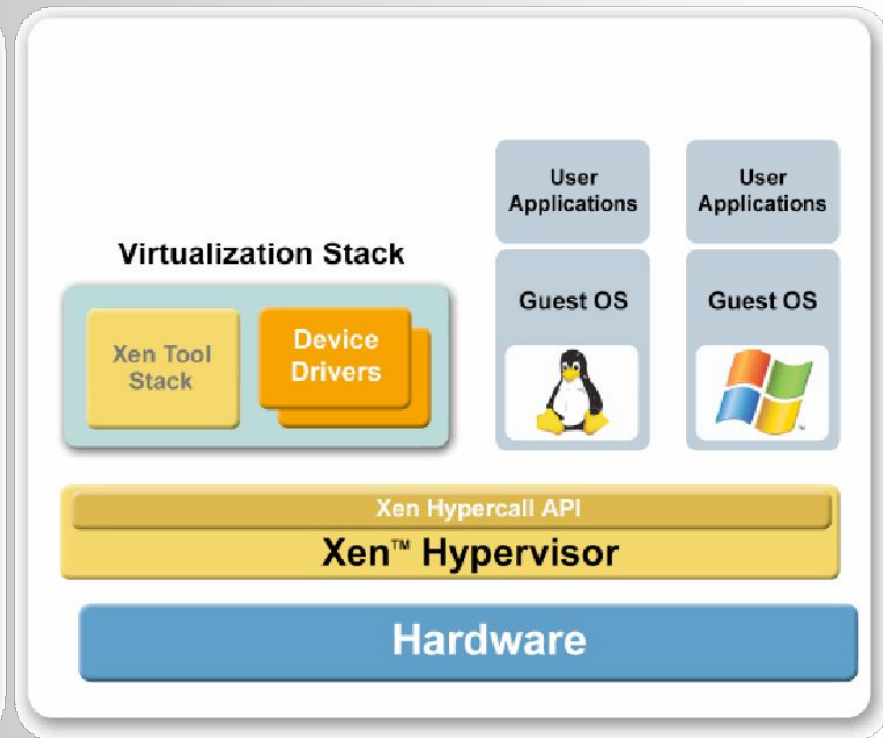 Virtualization Stack
Xen Tool
Stack
Device
Drivers
User
Applications
Guest OS
User
Applications
Guest OS
Xen Hypercall API
Xen™ Hypervisor
Hardware